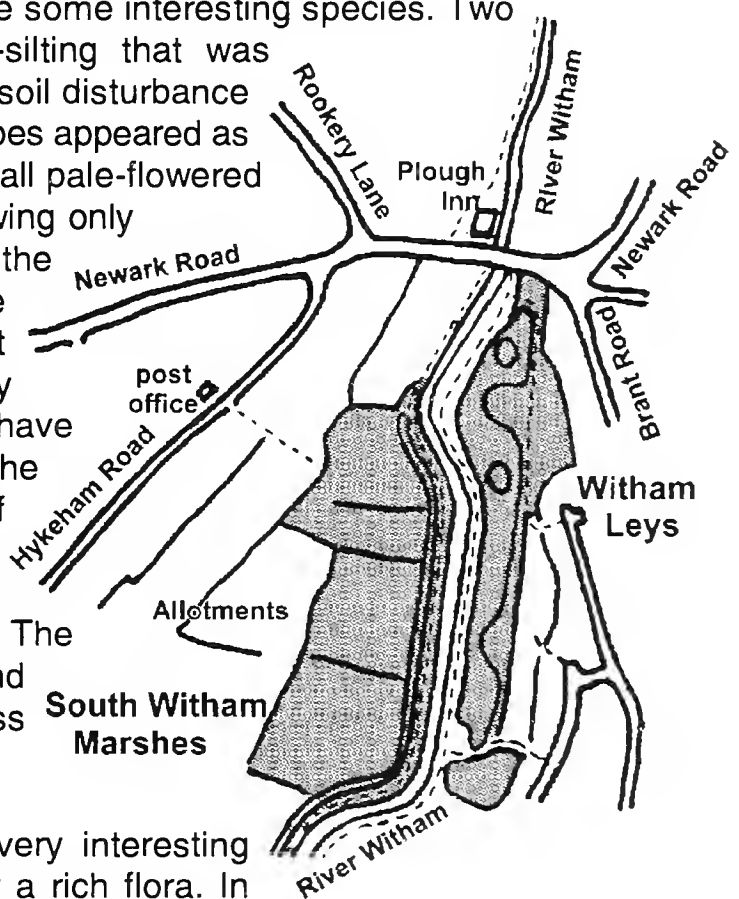 e some interesting species. Two
-silting that was
soil disturbance
pes appeared as
all pale-flowered
wing only
the
e
t
y
have
he
f
The
nd
ss
very interesting
a rich flora. In
Rookery Lane
River Witham
Plough
Inn
Newark Road
Newark Road
Brant Road
post
office
Hykeham Road
Witham
Leys
Allotments
South Witham
Marshes
River Witham